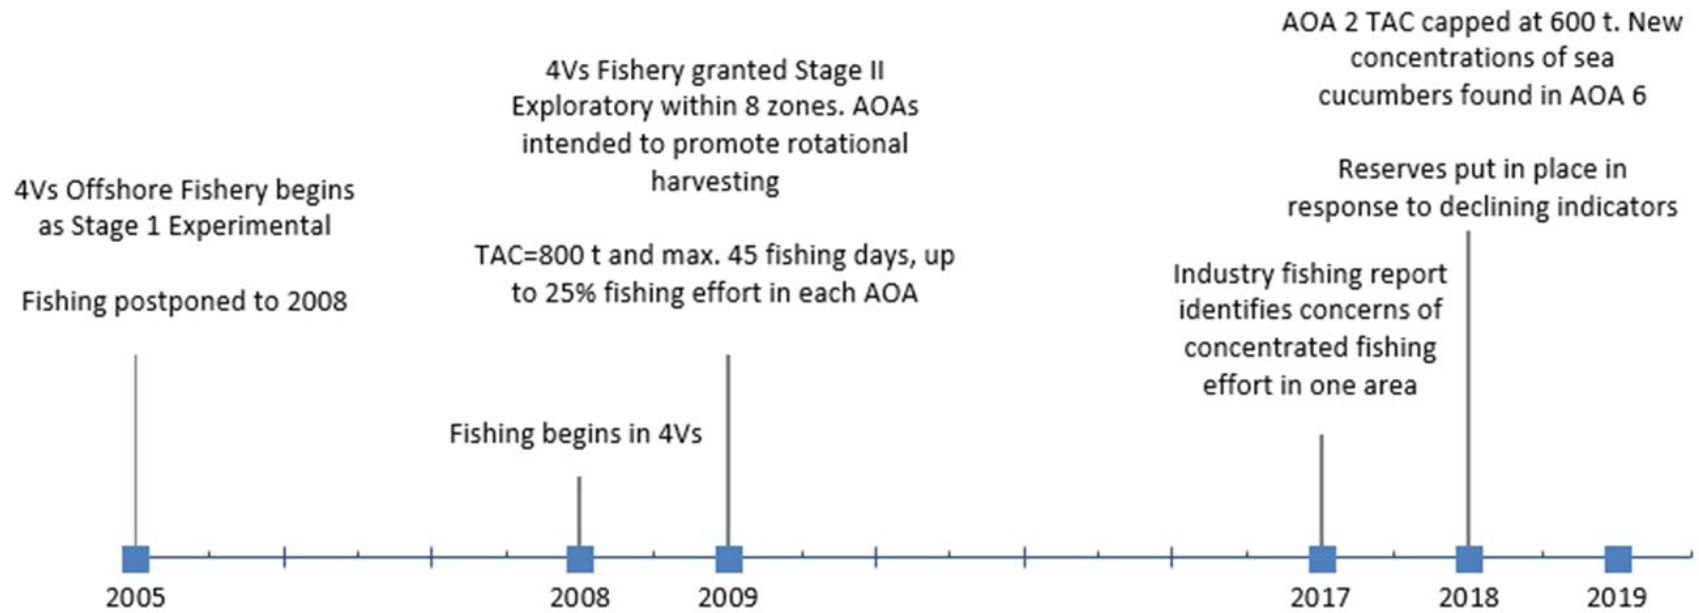 4Vs Offshore Fishery begins
as Stage 1 Experimental
Fishing postponed to 2008
Fishing begins in 4Vs
4Vs Fishery granted Stage II
Exploratory within 8 zones. AOAs
intended to promote rotational
harvesting
TAC=800 t and max. 45 fishing days, up
to 25% fishing effort in each AOA
Industry fishing report
identifies concerns of
concentrated fishing
effort in one area
AOA 2 TAC capped at 600 t. New
concentrations of sea
cucumbers found in AOA 6
Reserves put in place in
response to declining indicators
2005
2008
2009
2017
2018
2019